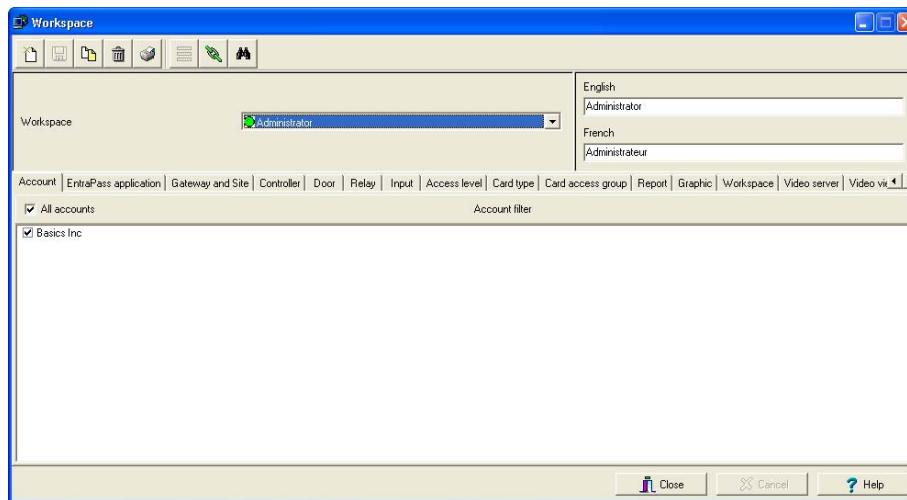 Workspace
English
Administrator
Workspace
Administrator
French
Administrateur
Account EntraPass application Gateway and Site Controller Door Relay Input Access level Card type Card access group Report Graphic Workspace Video server Video
All accounts Account filter
Basics Inc
Close Cancel Help